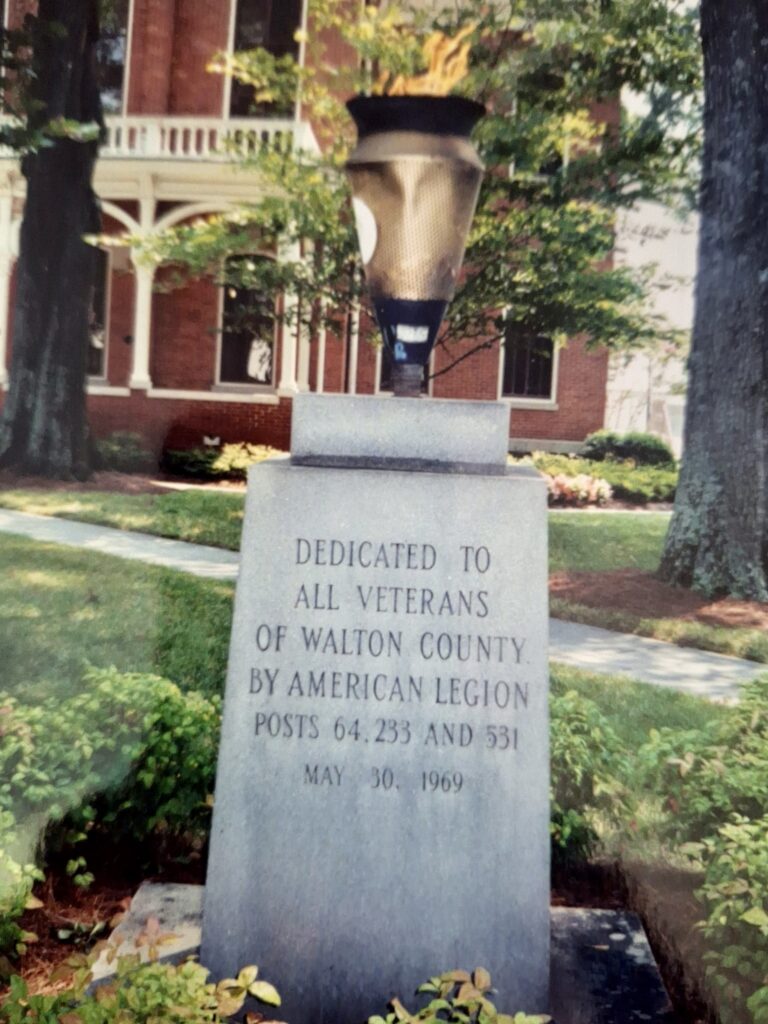 DEDICATED TO
ALL VETERANS
OF WALTON COUNTY
BY AMERICAN LEGION
POSTS 64,233 AND 531
MAY 30, 1969